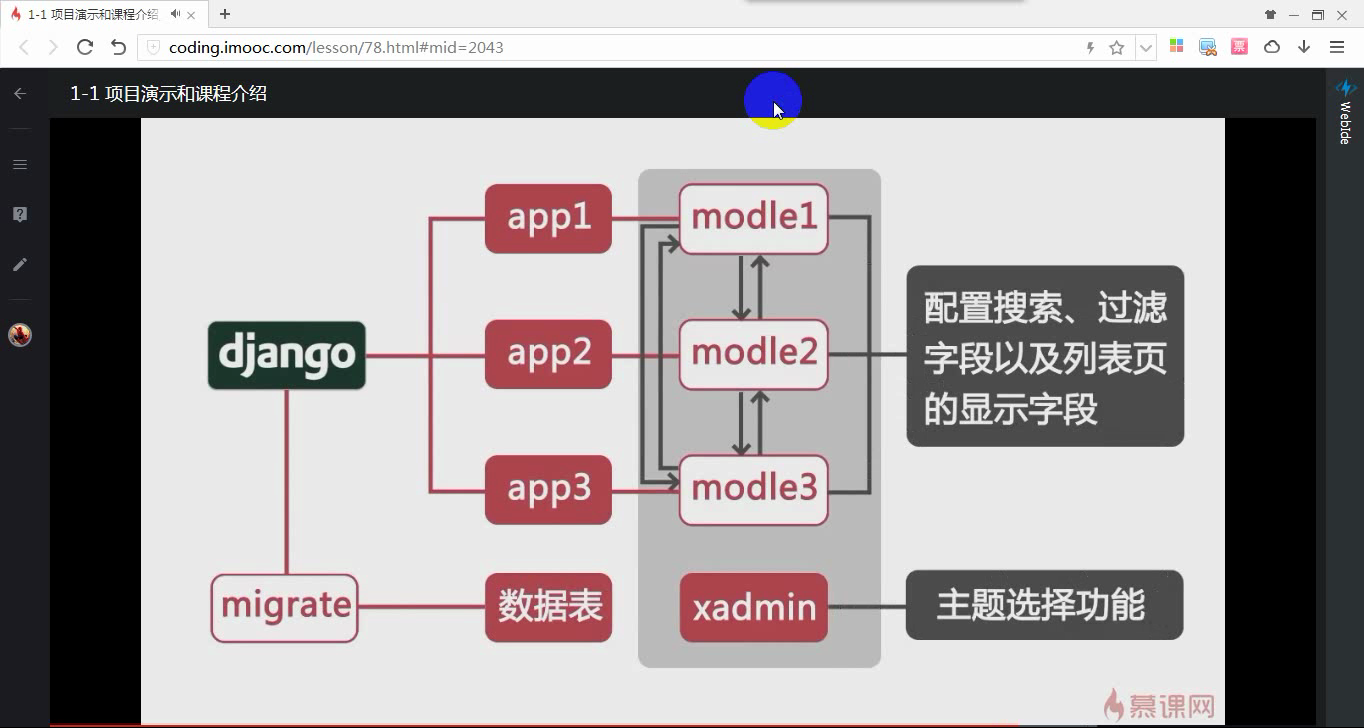 1-1 项目演示和课程介绍
coding.imooc.com/lesson/78.html#mid=2043
票
1-1 项目演示和课程介绍
WebIde
app1
modle1
django
app2
modle2
配置搜索、过滤
字段以及列表页
的显示字段
app3
modle3
migrate
数据表
xadmin
主题选择功能
慕课网